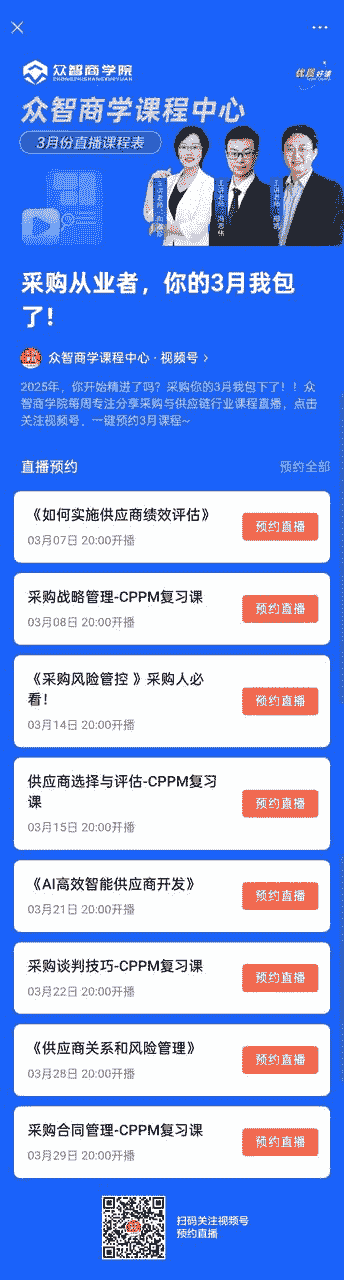 众智商学院
ZHONGZHISHANGXUEYUAN
优质好课
众智商学课程中心
3月份直播课程表
采购从业者，你的3月我包
了！
众智商学课程中心 · 视频号 >
2025年，你开始精进了吗？采购你的3月我包下了！！众
智商学院每周专注分享采购与供应链行业课程直播，点击
关注视频号，一键预约3月课程~
直播预约
预约全部
《如何实施供应商绩效评估》
03月07日 20:00开播
预约直播
采购战略管理-CPPM复习课
03月08日 20:00开播
预约直播
《采购风险管控 》采购人必
看！
03月14日 20:00开播
预约直播
供应商选择与评估-CPPM复习
课
03月15日 20:00开播
预约直播
《AI高效智能供应商开发》
03月21日 20:00开播
预约直播
采购谈判技巧-CPPM复习课
03月22日 20:00开播
预约直播
《供应商关系和风险管理》
03月28日 20:00开播
预约直播
采购合同管理-CPPM复习课
03月29日 20:00开播
预约直播
扫码关注视频号
预约直播